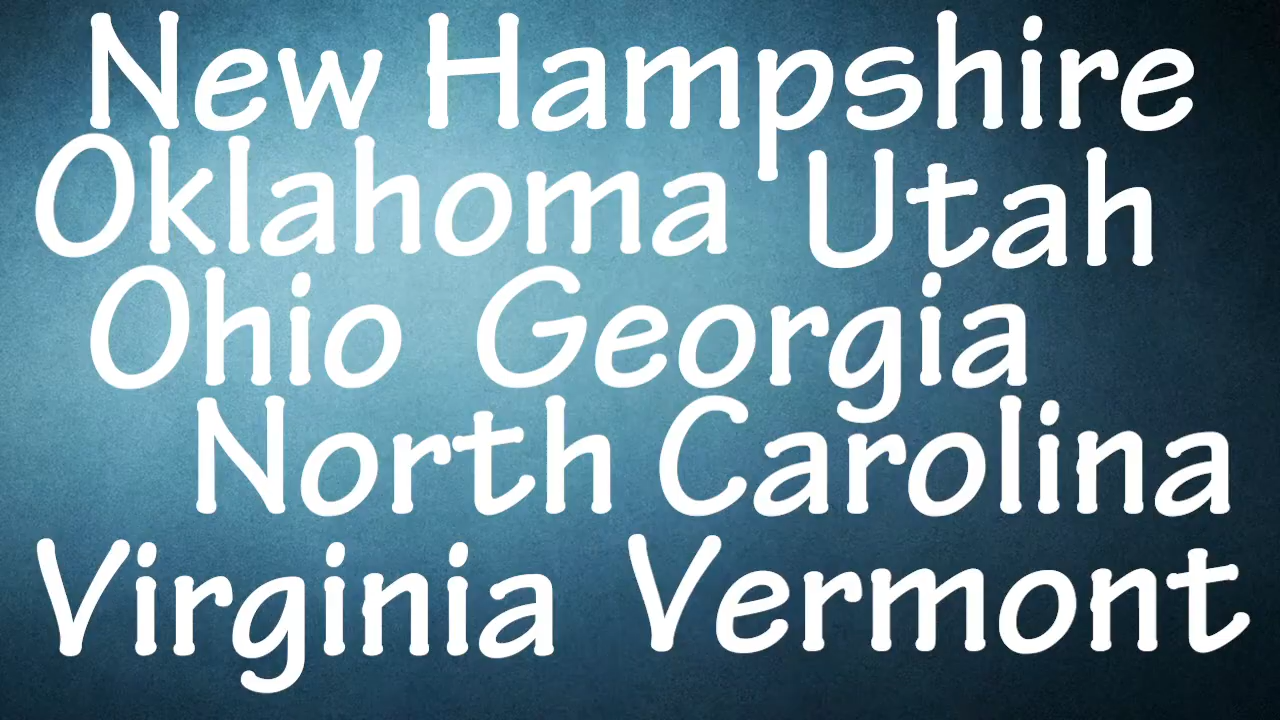 New Hampshire
Oklahoma Utah
Ohio Georgia
North Carolina
Virginia Vermont